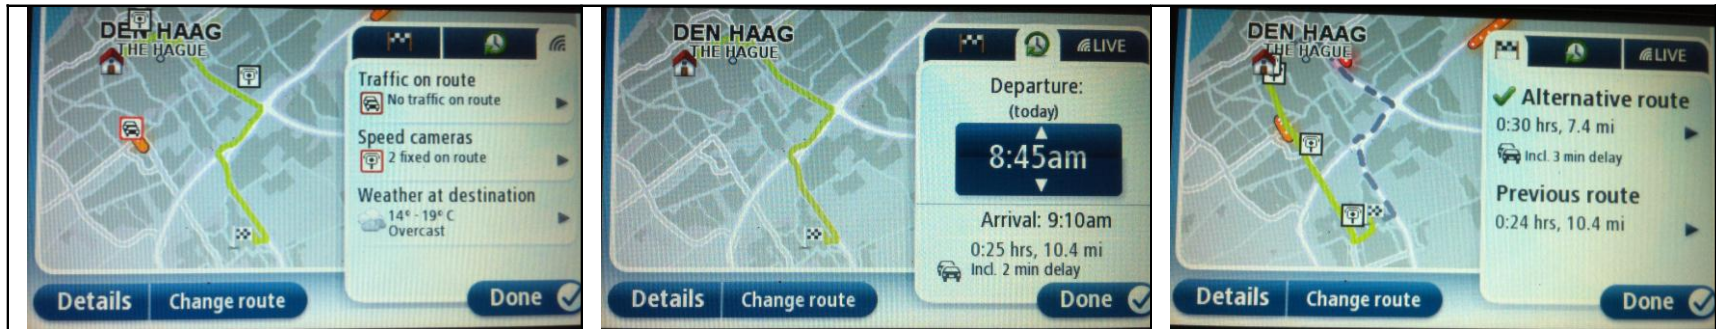 DEN HAAG
THE HAGUE
Traffic on route
No traffic on route
Speed cameras
2 fixed on route
Weather at destination
14° - 19° C
Overcast
Details
Change route
Done
DEN HAAG
THE HAGUE
LIVE
Departure:
(today)
8:45am
Arrival: 9:10am
0:25 hrs, 10.4 mi
Incl. 2 min delay
Details
Change route
Done
DEN HAAG
THE HAGUE
LIVE
Alternative route
0:30 hrs, 7.4 mi
Incl. 3 min delay
Previous route
0:24 hrs, 10.4 mi
Details
Change route
Done